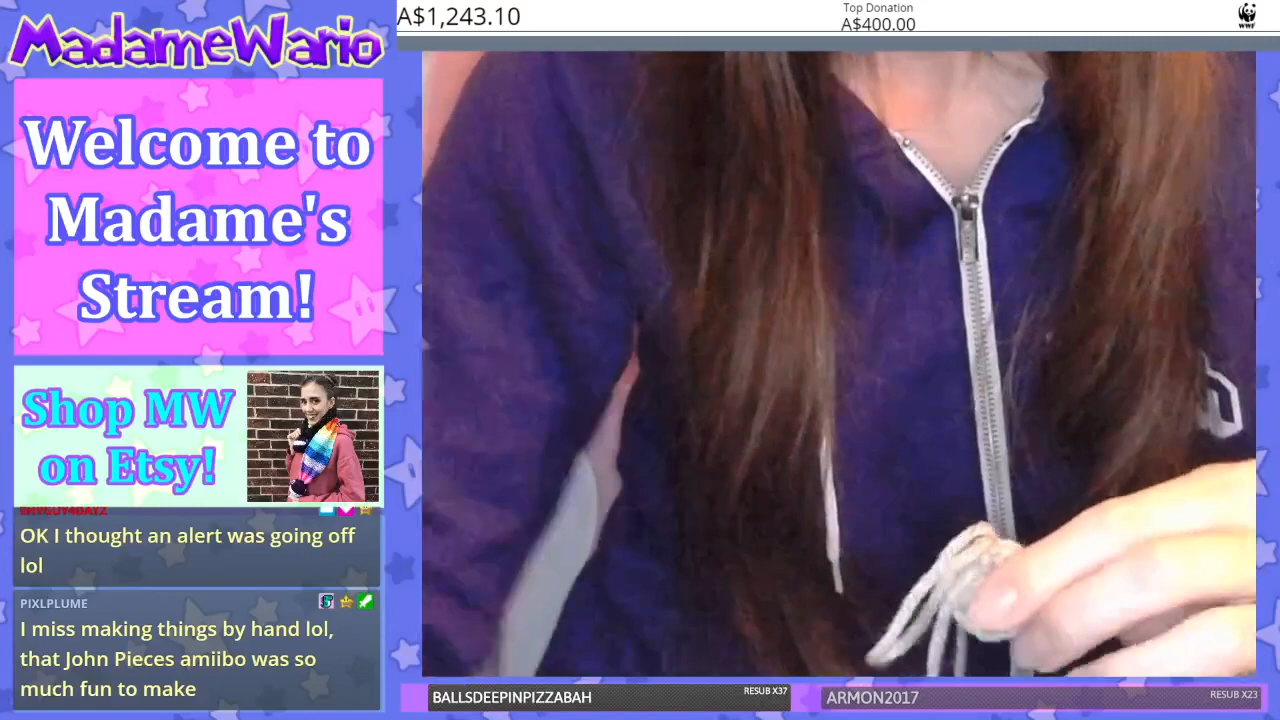 MadameWario
A$1,243.10
Top Donation
A$400.00
WWF
Welcome to
Madame's
Stream!
Shop MW
on Etsy!
OK I thought an alert was going off
lol
PIXLPLUME
I miss making things by hand lol,
that John Pieces amiibo was so
much fun to make
BALLSDEEPINPIZZABAH
RESUB X37
ARMON2017
RESUB X23